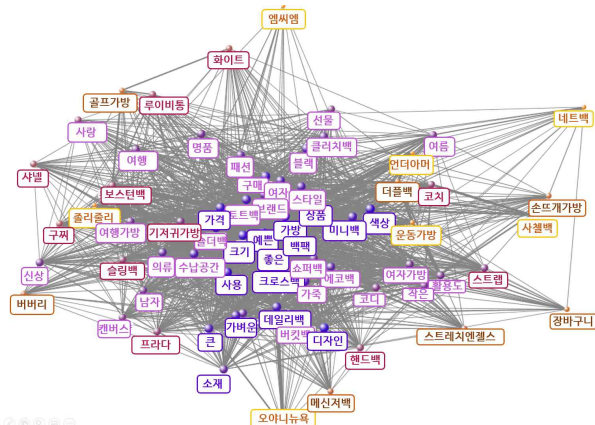 엠씨엠
화이트
골프가방
루이비통
네트백
선물
사랑
명품
클러치백
여름
여행
패션
블랙
언더아머
샤넬
구매
여자
보스턴백
스타일
더플백
코치
졸리줄리
가격
토트백
브랜드
상품
색상
손뜨개가방
구찌
여행가방
기저귀가방
숄더백
예쁜
가방
미니백
운동가방
사첼백
크기
좋은
백팩
신상
슬링백
의류
수납공간
쇼퍼백
에코백
여자가방
스트랩
사용
크로스백
가죽
코디
작은
활용도
버버리
남자
캔버스
큰
가벼운
데일리백
장바구니
프라다
버킷백
디자인
스트레치엔젤스
핸드백
소재
메신저백
오야니뉴욕